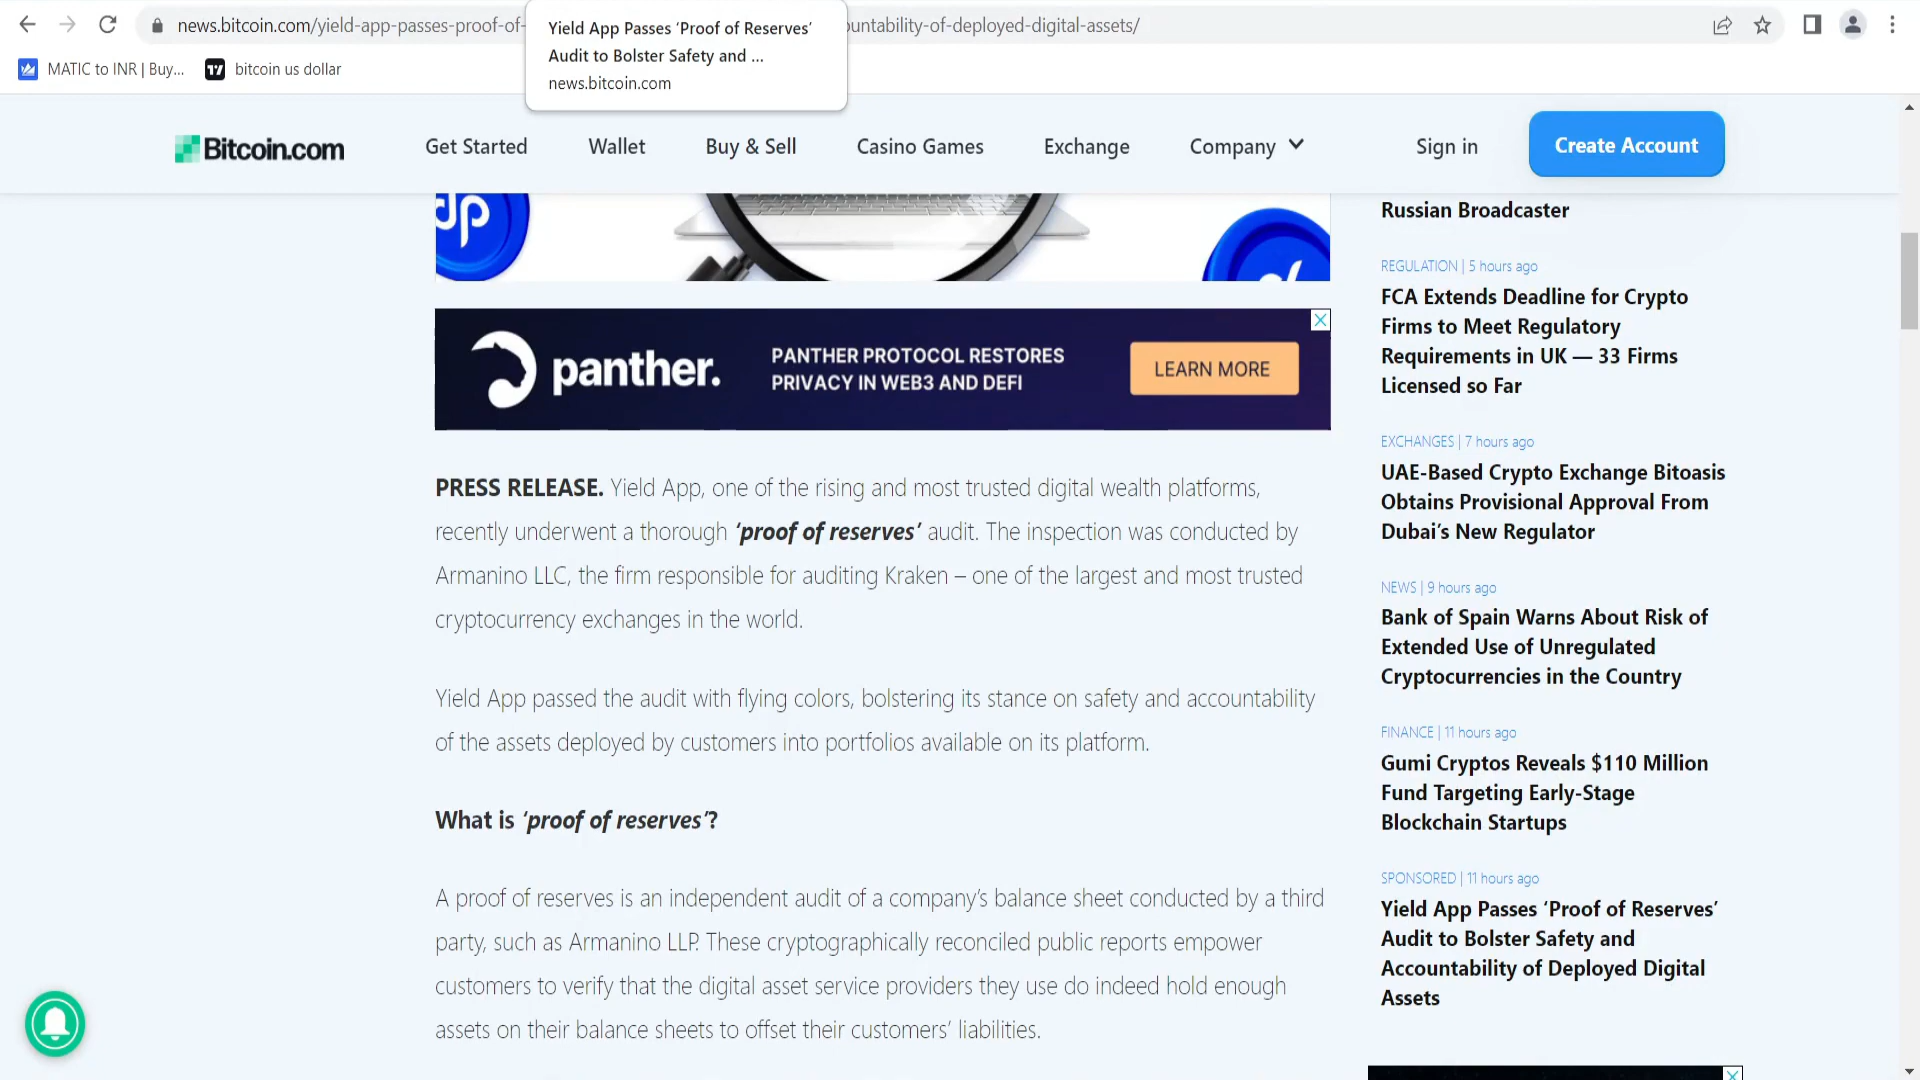 news.bitcoin.com/yield-app-passes-proof-of-
ountability-of-deployed-digital-assets/
Yield App Passes ‘Proof of Reserves’
Audit to Bolster Safety and ...
news.bitcoin.com
MATIC to INR | Buy...
bitcoin us dollar
Bitcoin.com
Get Started
Wallet
Buy & Sell
Casino Games
Exchange
Company
Sign in
Create Account
panther.
PANTHER PROTOCOL RESTORES
PRIVACY IN WEB3 AND DEFI
LEARN MORE
PRESS RELEASE. Yield App, one of the rising and most trusted digital wealth platforms,
recently underwent a thorough ‘proof of reserves’ audit. The inspection was conducted by
Armanino LLC, the firm responsible for auditing Kraken – one of the largest and most trusted
cryptocurrency exchanges in the world.
Yield App passed the audit with flying colors, bolstering its stance on safety and accountability
of the assets deployed by customers into portfolios available on its platform.
What is ‘proof of reserves’?
A proof of reserves is an independent audit of a company’s balance sheet conducted by a third
party, such as Armanino LLP. These cryptographically reconciled public reports empower
customers to verify that the digital asset service providers they use do indeed hold enough
assets on their balance sheets to offset their customers’ liabilities.
Russian Broadcaster
REGULATION | 5 hours ago
FCA Extends Deadline for Crypto
Firms to Meet Regulatory
Requirements in UK — 33 Firms
Licensed so Far
EXCHANGES | 7 hours ago
UAE-Based Crypto Exchange Bitoasis
Obtains Provisional Approval From
Dubai’s New Regulator
NEWS | 9 hours ago
Bank of Spain Warns About Risk of
Extended Use of Unregulated
Cryptocurrencies in the Country
FINANCE | 11 hours ago
Gumi Cryptos Reveals $110 Million
Fund Targeting Early-Stage
Blockchain Startups
SPONSORED | 11 hours ago
Yield App Passes ‘Proof of Reserves’
Audit to Bolster Safety and
Accountability of Deployed Digital
Assets